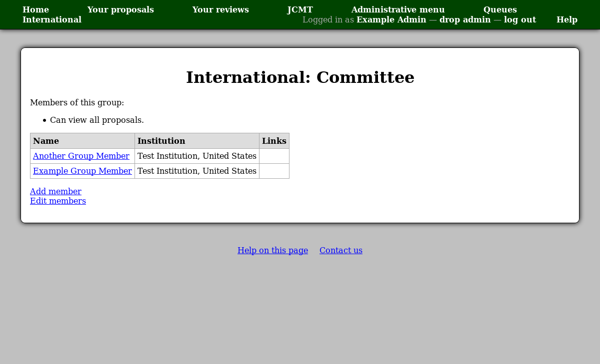 Home Your proposals Your reviews JCMT Administrative menu Queues
International Logged in as Example Admin — drop admin — log out Help
International: Committee
Members of this group:
• Can view all proposals.
Name Institution Links
Another Group Member Test Institution, United States
Example Group Member Test Institution, United States
Add member
Edit members
Help on this page Contact us